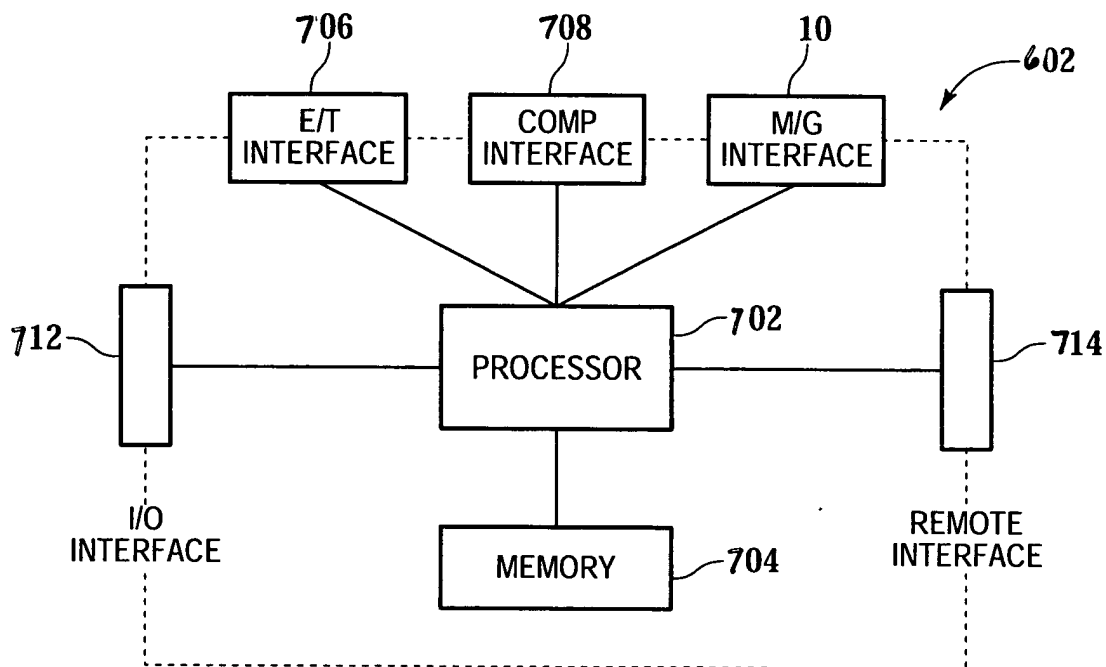 706
708
10
602
E/T
INTERFACE
COMP
INTERFACE
M/G
INTERFACE
712
702
PROCESSOR
714
I/O
INTERFACE
REMOTE
INTERFACE
MEMORY
704